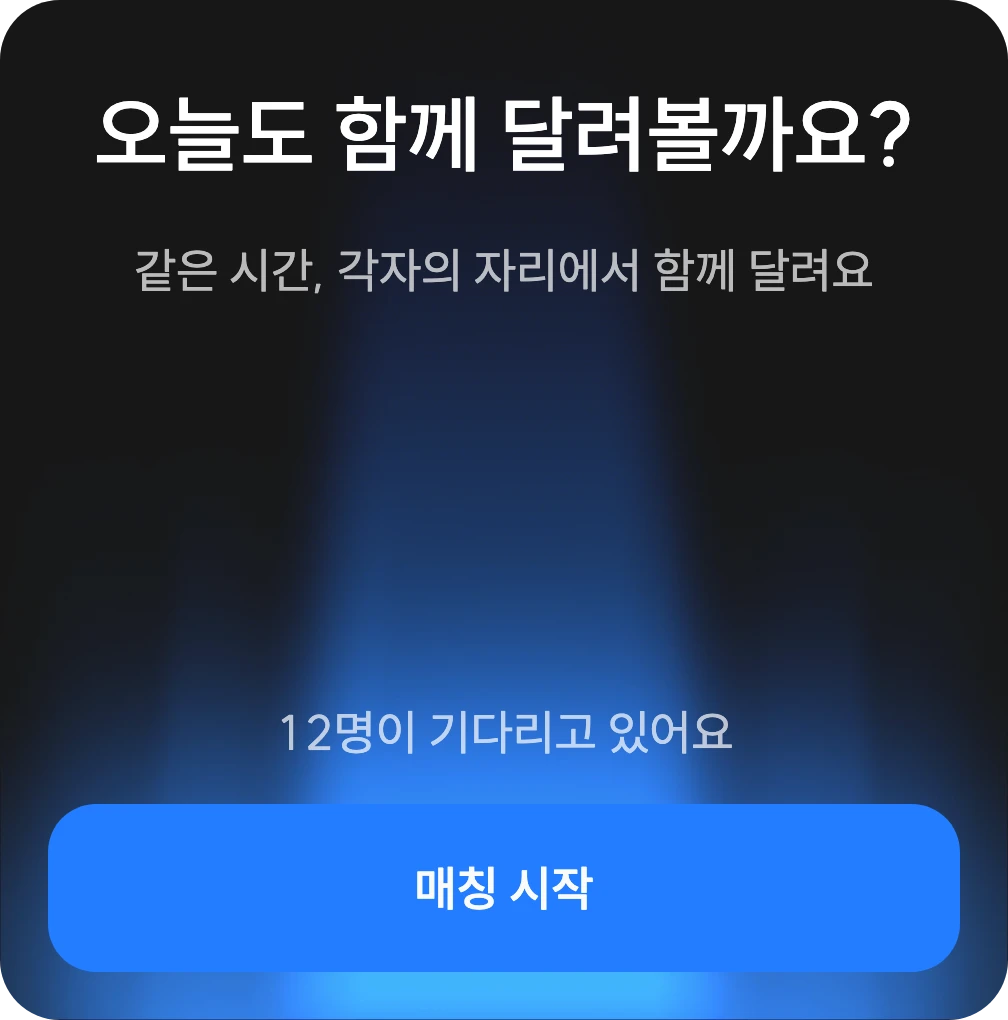 오늘도 함께 달려볼까요?
같은 시간, 각자의 자리에서 함께 달려요
12명이 기다리고 있어요
매칭 시작